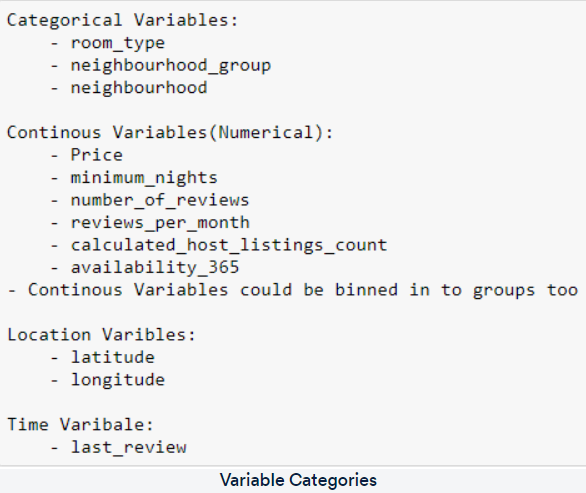 Categorical Variables:
- room_type
- neighbourhood_group
- neighbourhood
Continous Variables(Numerical):
- Price
- minimum_nights
- number_of_reviews
- reviews_per_month
- calculated_host_listings_count
- availability_365
- Continous Variables could be binned in to groups too
Location Varibles:
- latitude
- longitude
Time Varibale:
- last_review
Variable Categories